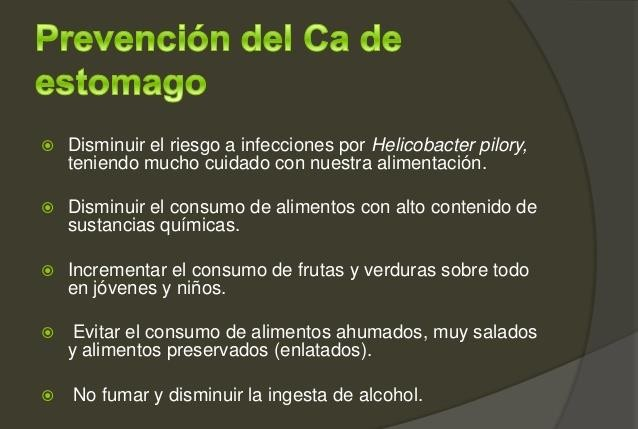 Prevención del Ca de
estomago
Disminuir el riesgo a infecciones por Helicobacter pilory,
teniendo mucho cuidado con nuestra alimentación.
Disminuir el consumo de alimentos con alto contenido de
sustancias químicas.
Incrementar el consumo de frutas y verduras sobre todo
en jóvenes y niños.
Evitar el consumo de alimentos ahumados, muy salados
y alimentos preservados (enlatados).
No fumar y disminuir la ingesta de alcohol.